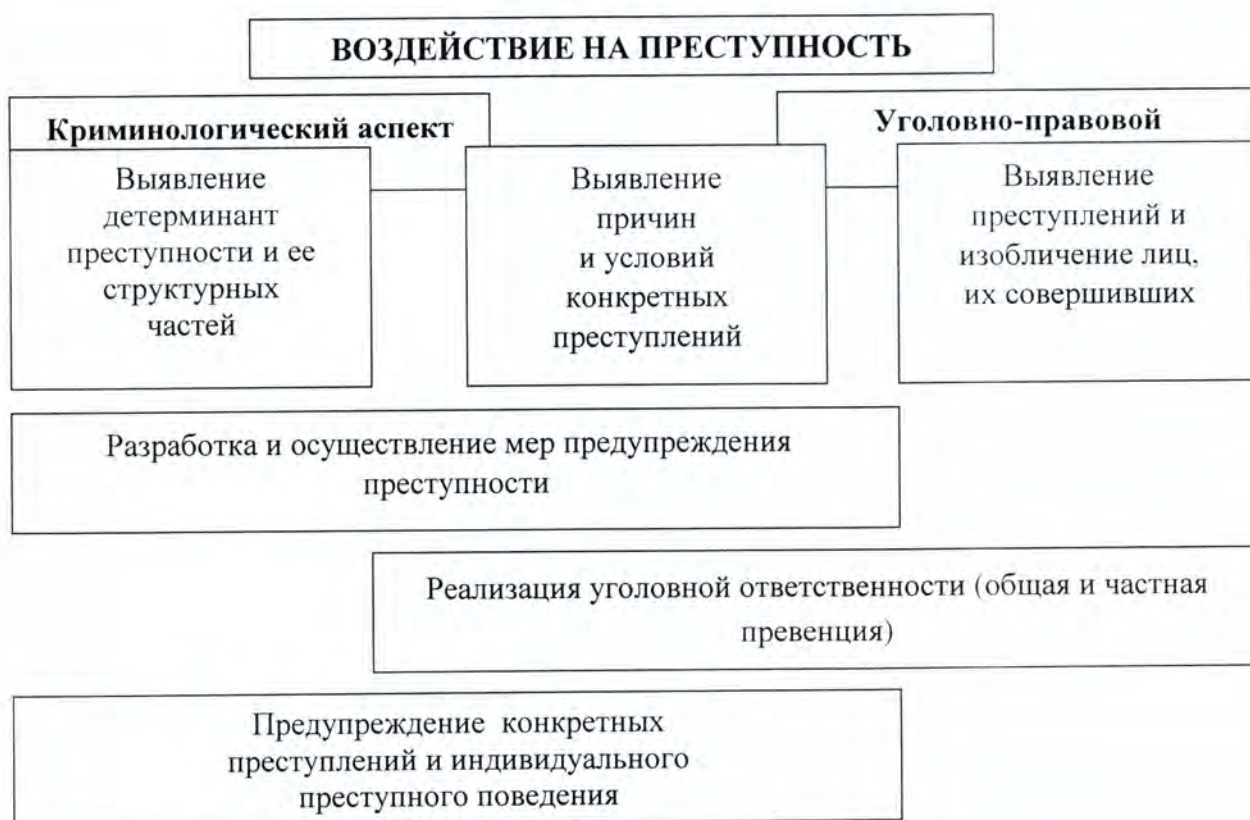 ВОЗДЕЙСТВИЕ НА ПРЕСТУПНОСТЬ
Криминологический аспект
Уголовно-правовой
Выявление
детерминант
преступности и ее
структурных
частей
Выявление
причин
и условий
конкретных
преступлений
Выявление
преступлений и
изобличение лиц,
их совершивших
Разработка и осуществление мер предупреждения
преступности
Реализация уголовной ответственности (общая и частная
превенция)
Предупреждение конкретных
преступлений и индивидуального
преступного поведения